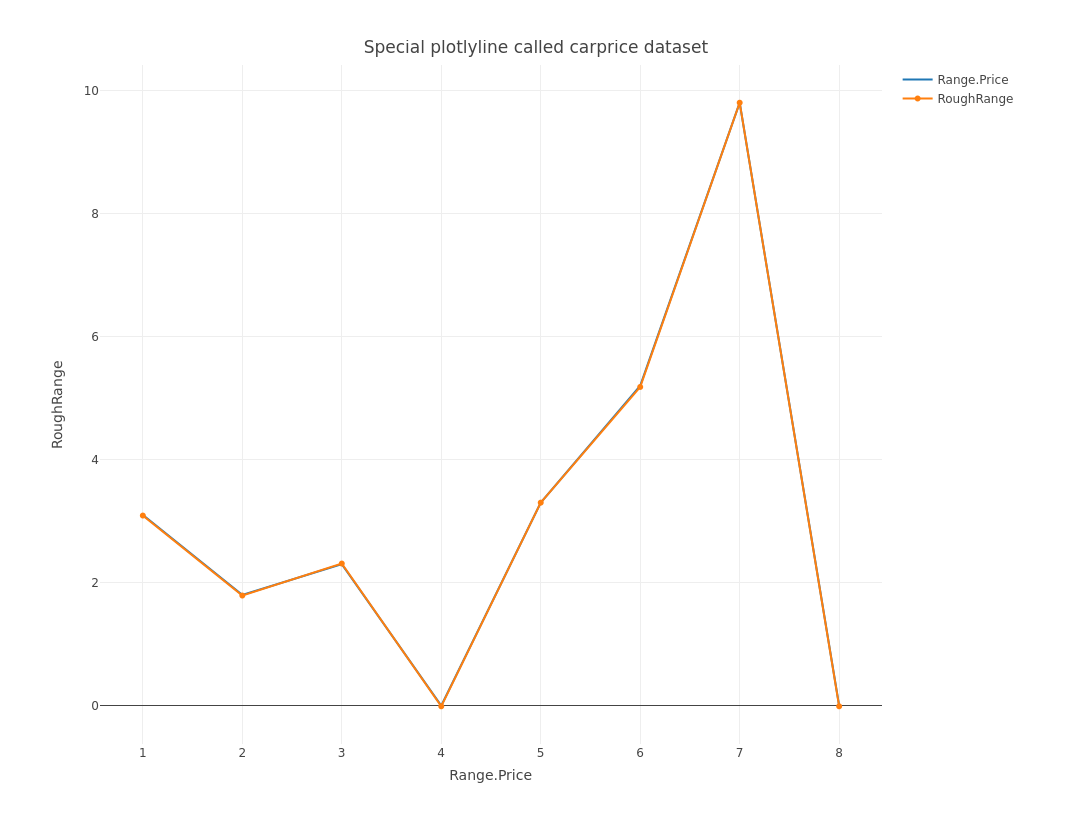 Special plotlyline called carprice dataset
Range.Price
RoughRange
10
8
6
4
2
0
RoughRange
1 2 3 4 5 6 7 8
Range.Price